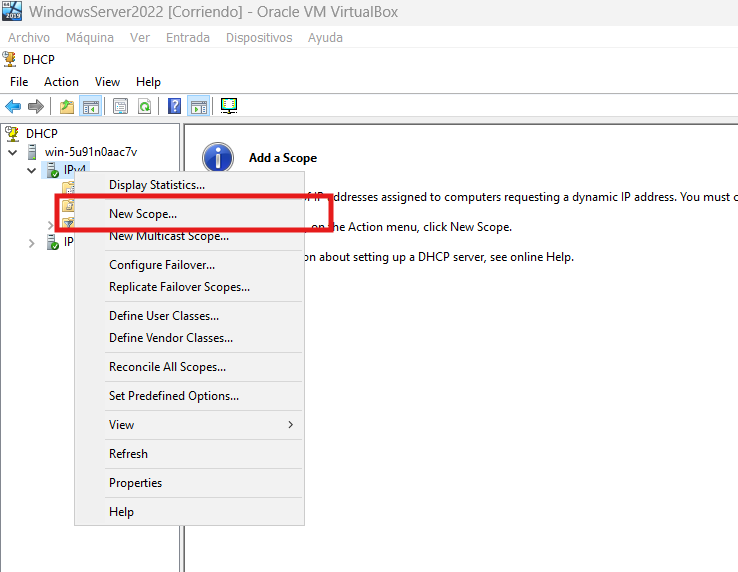 WindowsServer2022 [Corriendo] - Oracle VM VirtualBox
Archivo Máquina Ver Entrada Dispositivos Ayuda
DHCP
File Action View Help
DHCP
win-5u91n0aac7v
IPv4
IP
Add a Scope
of IP addresses assigned to computers requesting a dynamic IP address. You must c
on the Action menu, click New Scope.
on about setting up a DHCP server, see online Help.
Display Statistics...
New Scope...
New Multicast Scope...
Configure Failover...
Replicate Failover Scopes...
Define User Classes...
Define Vendor Classes...
Reconcile All Scopes...
Set Predefined Options...
View
Refresh
Properties
Help